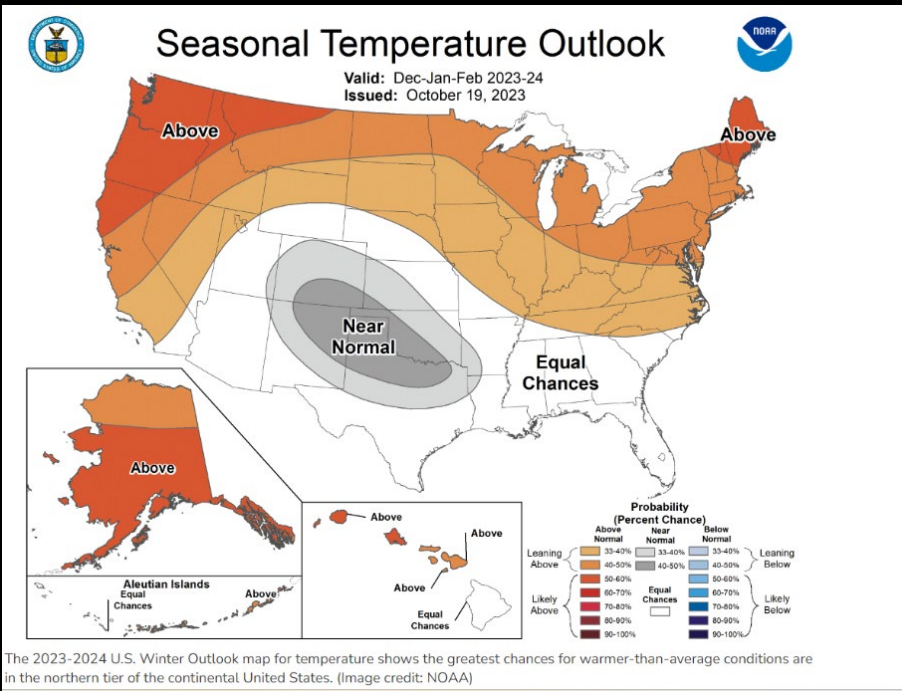 Seasonal Temperature Outlook
NOAA
Valid: Dec-Jan-Feb 2023-24
Issued: October 19, 2023
Above
Above
Near
Normal
Equal
Chances
Above
Above
Above
Above
Equal
Chances
Aleutian Islands
Equal
Chances
Above
Probability
(Percent Chance)
Above
Normal
Near
Normal
Below
Normal
Leaning
Above
33-40%
33-40%
33-40%
Leaning
Below
40-50%
40-50%
40-50%
Likely
Above
50-60%
50-60%
Likely
Below
60-70%
Equal
Chances
60-70%
70-80%
70-80%
80-90%
80-90%
90-100%
90-100%
The 2023-2024 U.S. Winter Outlook map for temperature shows the greatest chances for warmer-than-average conditions are
in the northern tier of the continental United States. (Image credit: NOAA)